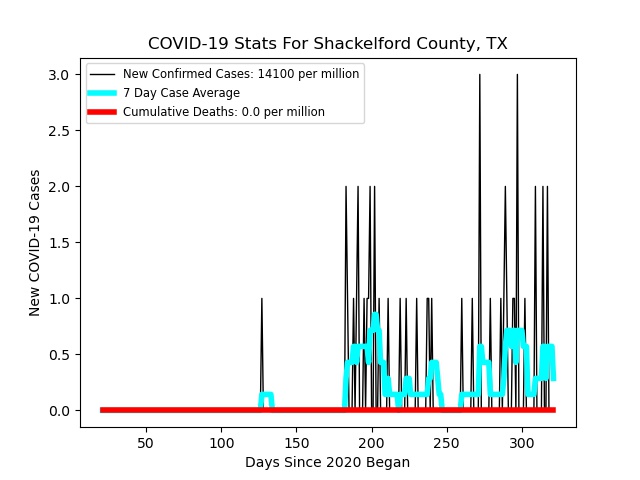 COVID-19 Stats For Shackelford County, TX
New Confirmed Cases: 14100 per million
7 Day Case Average
Cumulative Deaths: 0.0 per million
New COVID-19 Cases
3.0
2.5
2.0
1.5
1.0
0.5
0.0
50 100 150 200 250 300
Days Since 2020 Began